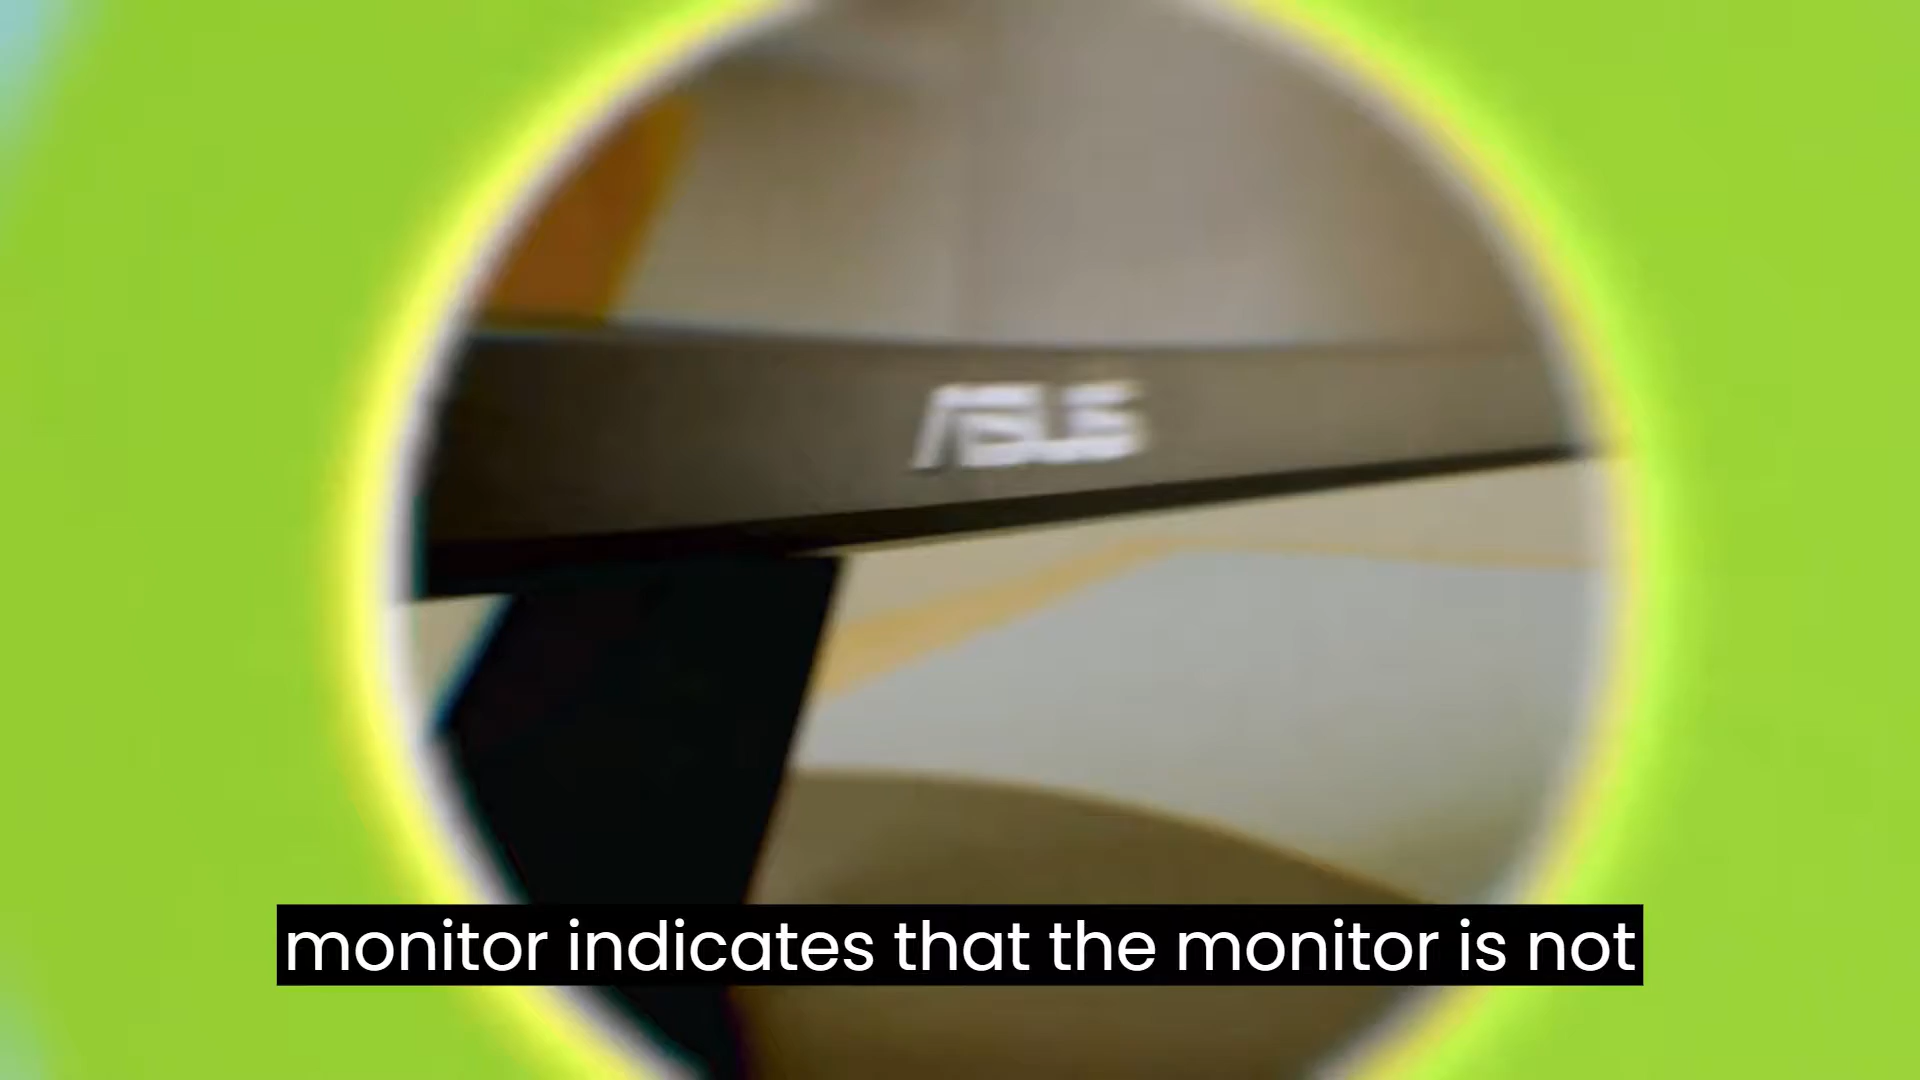 ASUS
monitor indicates that the monitor is not